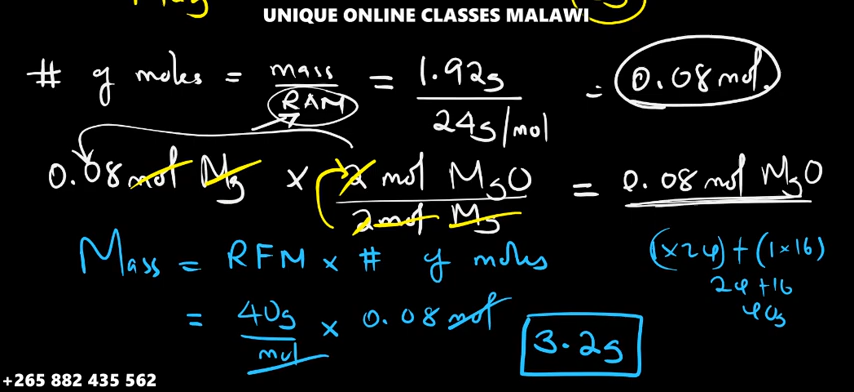 Mag
UNIQUE ONLINE CLASSES MALAWI
# of moles = mass / RAM = 1.92g / 24g/mol = 0.08mol.
0.08 mol Mg × 2 mol MgO / 2 mol Mg = 0.08 mol MgO
Mass = RFM × # of moles
(1×24) + (1×16)
24+16
40g
= 40g / mol × 0.08 mol
3.2g
+265 882 435 562